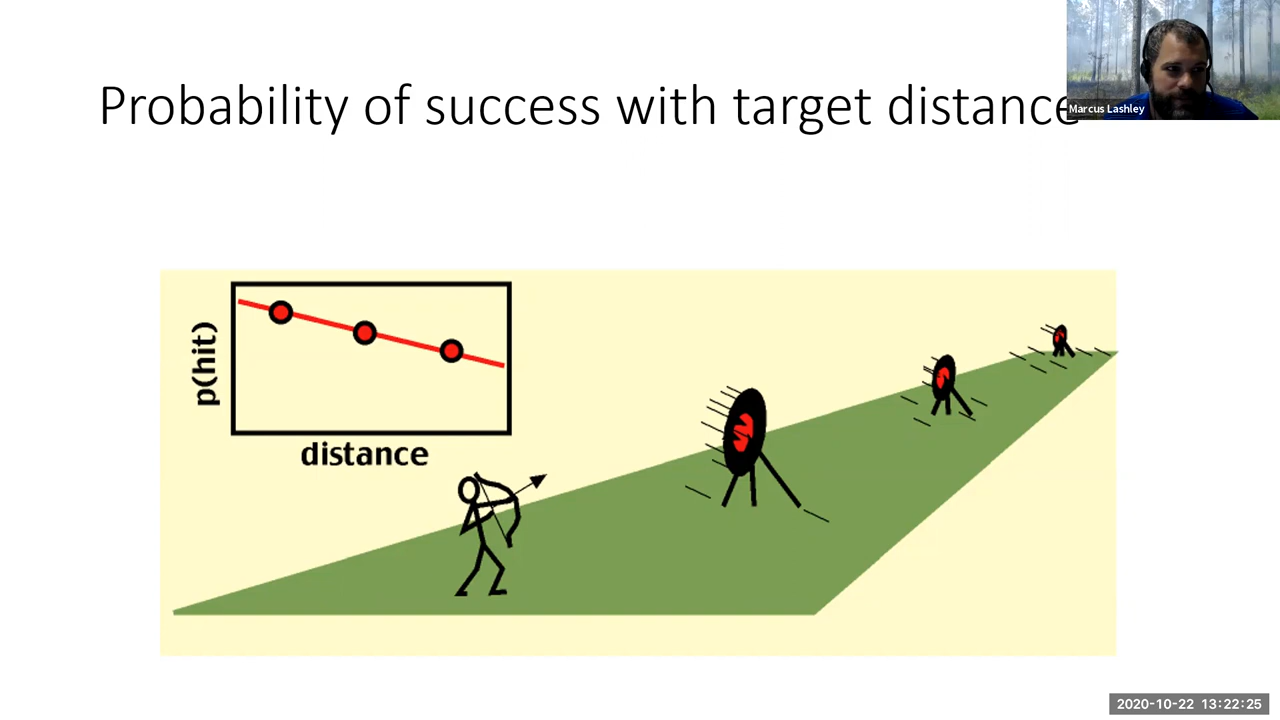 Probability of success with target distance
Marcus Lashley
p(hit)
distance
2020-10-22 13:22:25